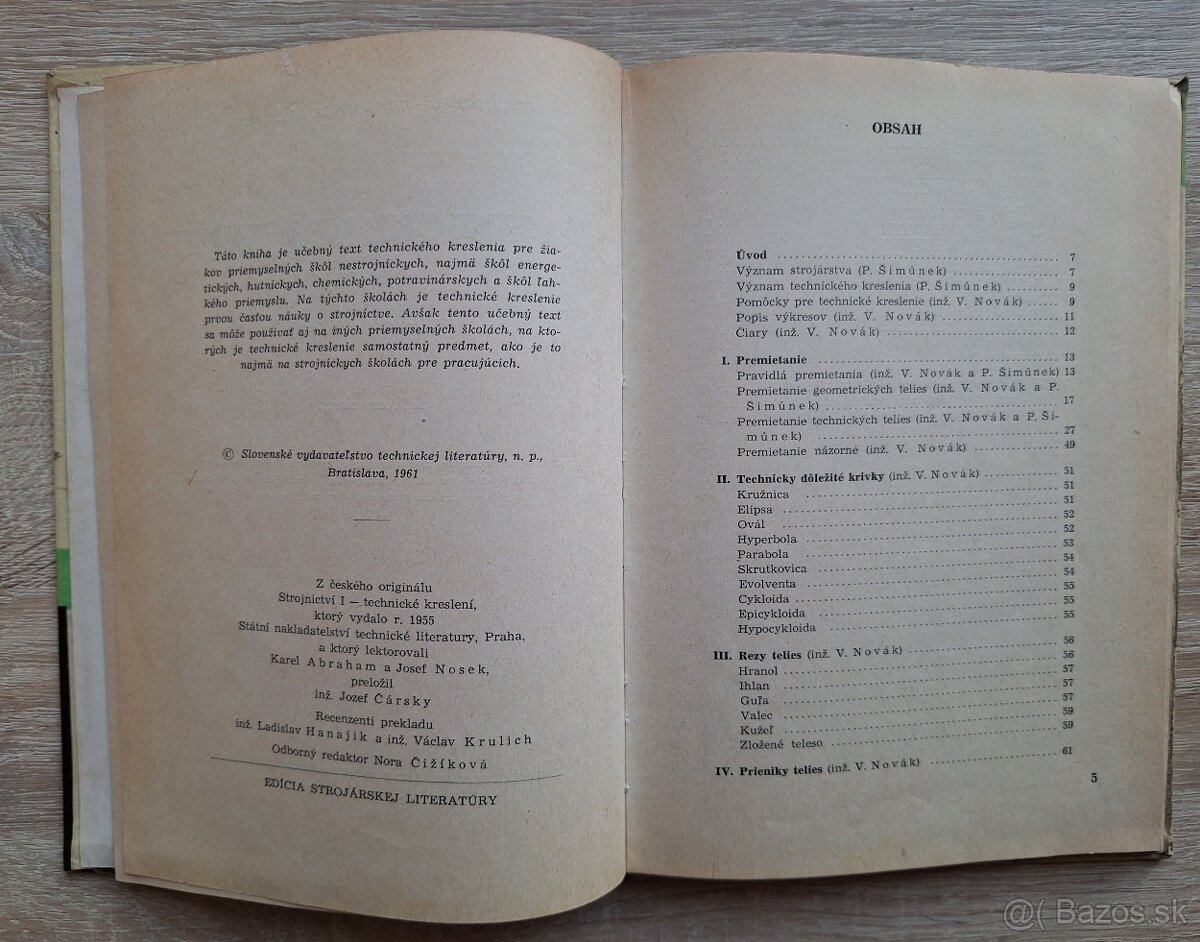 Táto kniha je učebný text technického kreslenia pre žia-
kov priemyselných škôl nestrojníckych, najmä škôl energe-
tických, hutníckych, chemických, potravinárskych a škôl ľah-
kého priemyslu. Na týchto školách je technické kreslenie
prvou časťou náuky o strojníctve. Avšak tento učebný text
sa môže používať aj na iných priemyselných školách, na kto-
rých je technické kreslenie samostatný predmet, ako je to
najmä na strojníckych školách pre pracujúcich.
© Slovenské vydavateľstvo technickej literatúry, n. p.,
Bratislava, 1961
Z českého originálu
Strojnictví I — technické kreslení,
ktorý vydalo r. 1955
Státní nakladatelství technické literatury, Praha,
a ktorý lektorovali
Karel Abraham a Josef Nosek,
preložil
inž. Jozef Čársky
Recenzenti prekladu
inž. Ladislav Hanajík a inž. Václav Krulich
Odborný redaktor Nora Čižíková
EDÍCIA STROJÁRSKEJ LITERATÚRY
OBSAH
Úvod 7
Význam strojárstva (P. Šimůnek) 7
Význam technického kreslenia (P. Šimůnek) 9
Pomôcky pre technické kreslenie (inž. V. Novák) 9
Popis výkresov (inž. V. Novák) 11
Čiary (inž. V. Novák) 12
I. Premietanie 13
Pravidlá premietania (inž. V. Novák a P. Šimůnek) 13
Premietanie geometrických telies (inž. V. Novák a P.
Šimůnek) 17
Premietanie technických telies (inž. V. Novák a P. Ši-
můnek) 27
Premietanie názorné (inž. V. Novák) 49
II. Technicky dôležité krivky (inž. V. Novák) 51
Kružnica 51
Elipsa 51
Ovál 52
Hyperbola 52
Parabola 53
Skrutkovica 54
Evolventa 54
Cykloida 55
Epicykloida 55
Hypocykloida 55
III. Rezy telies (inž. V. Novák) 56
Hranol 56
Ihlan 57
Guľa 57
Valec 57
Kužeľ 59
Zložené teleso 59
IV. Prieniky telies (inž. V. Novák) 61
5
@( Bazos.sk